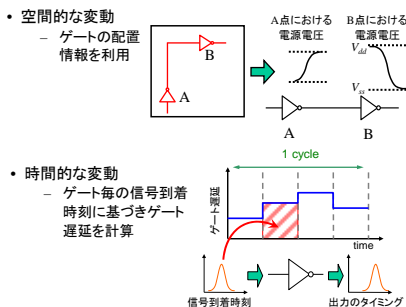 • 空間的な変動
– ゲートの配置
情報を利用
B
A
A点における
電源電圧
B点における
電源電圧
Vdd
Vss
A
B
• 時間的な変動
– ゲート毎の信号到着
時刻に基づきゲート
遅延を計算
1 cycle
ゲート遅延
time
信号到着時刻
出力のタイミング